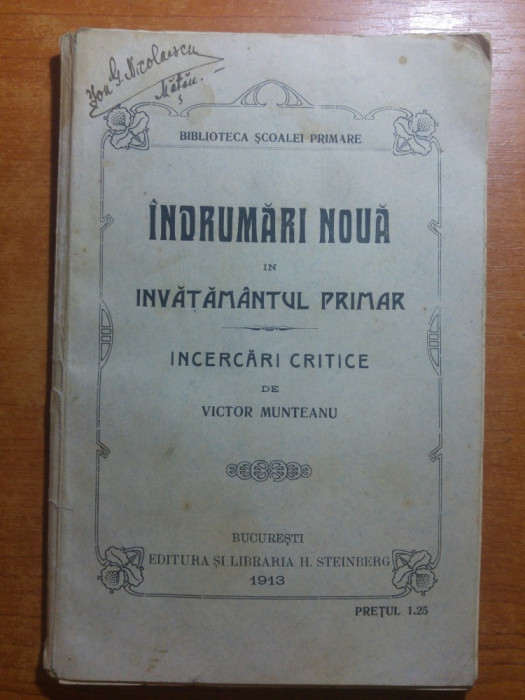 Ion G. Nicolaescu
Mățău.
BIBLIOTECA ȘCOALEI PRIMARE
ÎNDRUMĂRI NOUĂ
IN
INVĂȚĂMÂNTUL PRIMAR
INCERCĂRI CRITICE
DE
VICTOR MUNTEANU
BUCUREȘTI
EDITURA ȘI LIBRARIA H. STEINBERG
1913
PREȚUL 1.25